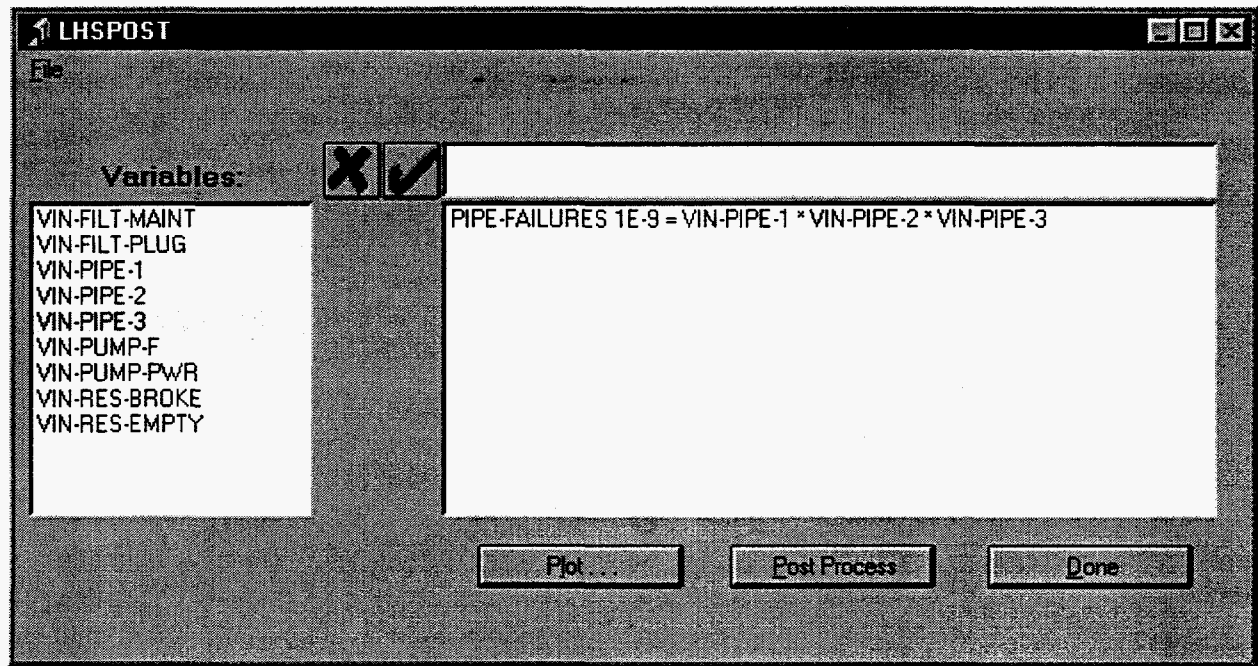 LHSPOST
File
Variables:
VIN-FILT-MAINT
VIN-FILT-PLUG
VIN-PIPE-1
VIN-PIPE-2
VIN-PIPE-3
VIN-PUMP-F
VIN-PUMP-PWR
VIN-RES-BROKE
VIN-RES-EMPTY
PIPE-FAILURES 1E-9 = VIN-PIPE-1 * VIN-PIPE-2 * VIN-PIPE-3
Plot . . .
Post Process
Done